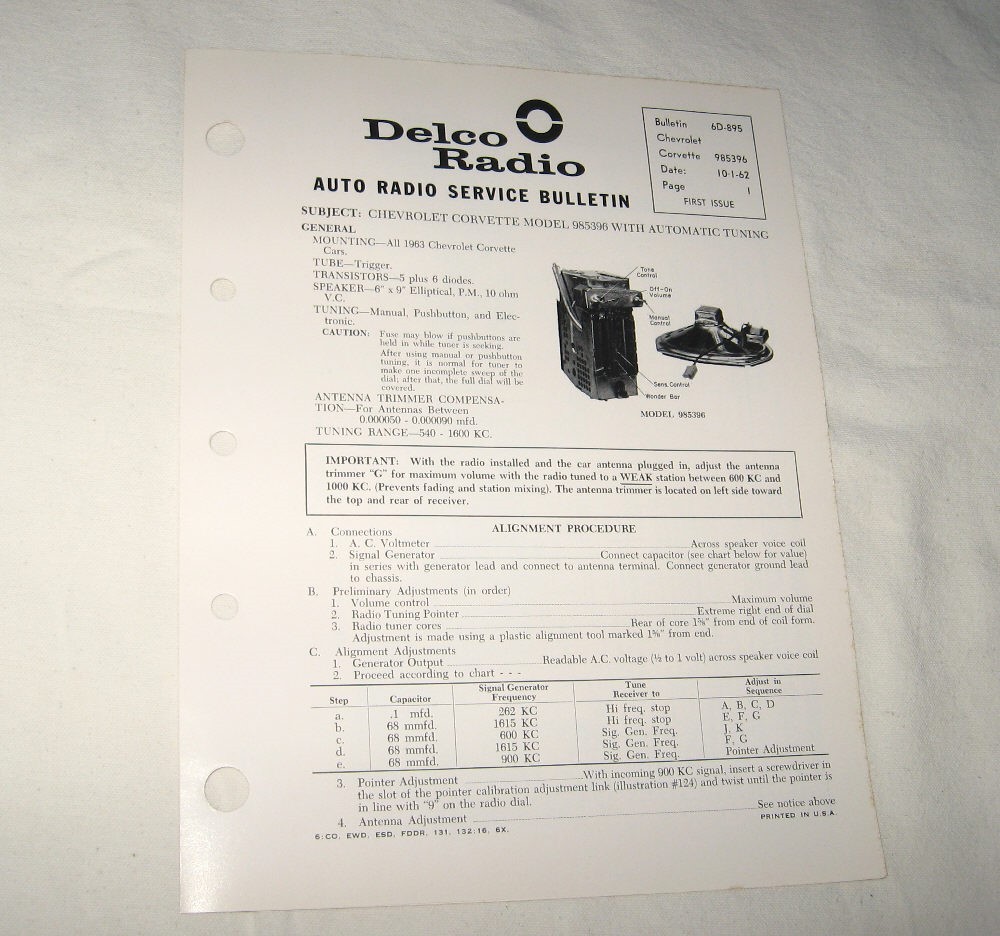 Delco
Radio
AUTO RADIO SERVICE BULLETIN
Bulletin 6D-895
Chevrolet
Corvette 985396
Date: 10-1-62
Page 1
FIRST ISSUE
SUBJECT: CHEVROLET CORVETTE MODEL 985396 WITH AUTOMATIC TUNING
GENERAL
MOUNTING—All 1963 Chevrolet Corvette
Cars.
TUBE—Trigger.
TRANSISTORS—5 plus 6 diodes.
SPEAKER—6" x 9" Elliptical, P.M., 10 ohm
V.C.
TUNING—Manual, Pushbutton, and Elec-
tronic.
CAUTION: Fuse may blow if pushbuttons are
held in while tuner is seeking.
After using manual or pushbutton
tuning, it is normal for tuner to
make one incomplete sweep of the
dial; after that, the full dial will be
covered.
ANTENNA TRIMMER COMPENSA-
TION—For Antennas Between
0.000050 - 0.000090 mfd.
TUNING RANGE—540 - 1600 KC.
Tone
Control
Off-On
Volume
Manual
Control
Sens. Control
Wonder Bar
MODEL 985396
IMPORTANT: With the radio installed and the car antenna plugged in, adjust the antenna
trimmer "G" for maximum volume with the radio tuned to a WEAK station between 600 KC and
1000 KC. (Prevents fading and station mixing). The antenna trimmer is located on left side toward
the top and rear of receiver.
ALIGNMENT PROCEDURE
A. Connections
1. A. C. Voltmeter Across speaker voice coil
2. Signal Generator Connect capacitor (see chart below for value)
in series with generator lead and connect to antenna terminal. Connect generator ground lead
to chassis.
B. Preliminary Adjustments (in order)
1. Volume control Maximum volume
2. Radio Tuning Pointer Extreme right end of dial
3. Radio tuner cores Rear of core from end of coil form.
Adjustment is made using a plastic alignment tool marked from end.
C. Alignment Adjustments
1. Generator Output Readable A.C. voltage (½ to 1 volt) across speaker voice coil
2. Proceed according to chart - - -
Step Capacitor Signal Generator Frequency Tune Receiver to Adjust in Sequence
a. .1 mfd. 262 KC Hi freq. stop A, B, C, D
b. 68 mmfd. 1615 KC Hi freq. stop E, F, G
c. 68 mmfd. 600 KC Sig. Gen. Freq. J, K
d. 68 mmfd. 1615 KC Sig. Gen. Freq. F, G
e. 68 mmfd. 900 KC Sig. Gen. Freq. Pointer Adjustment
3. Pointer Adjustment With incoming 900 KC signal, insert a screwdriver in
the slot of the pointer calibration adjustment link (illustration #124) and twist until the pointer is
in line with "9" on the radio dial.
4. Antenna Adjustment See notice above
6:CO, EWD, ESD, FDDR, 131, 132:16, 6X.
PRINTED IN U.S.A.